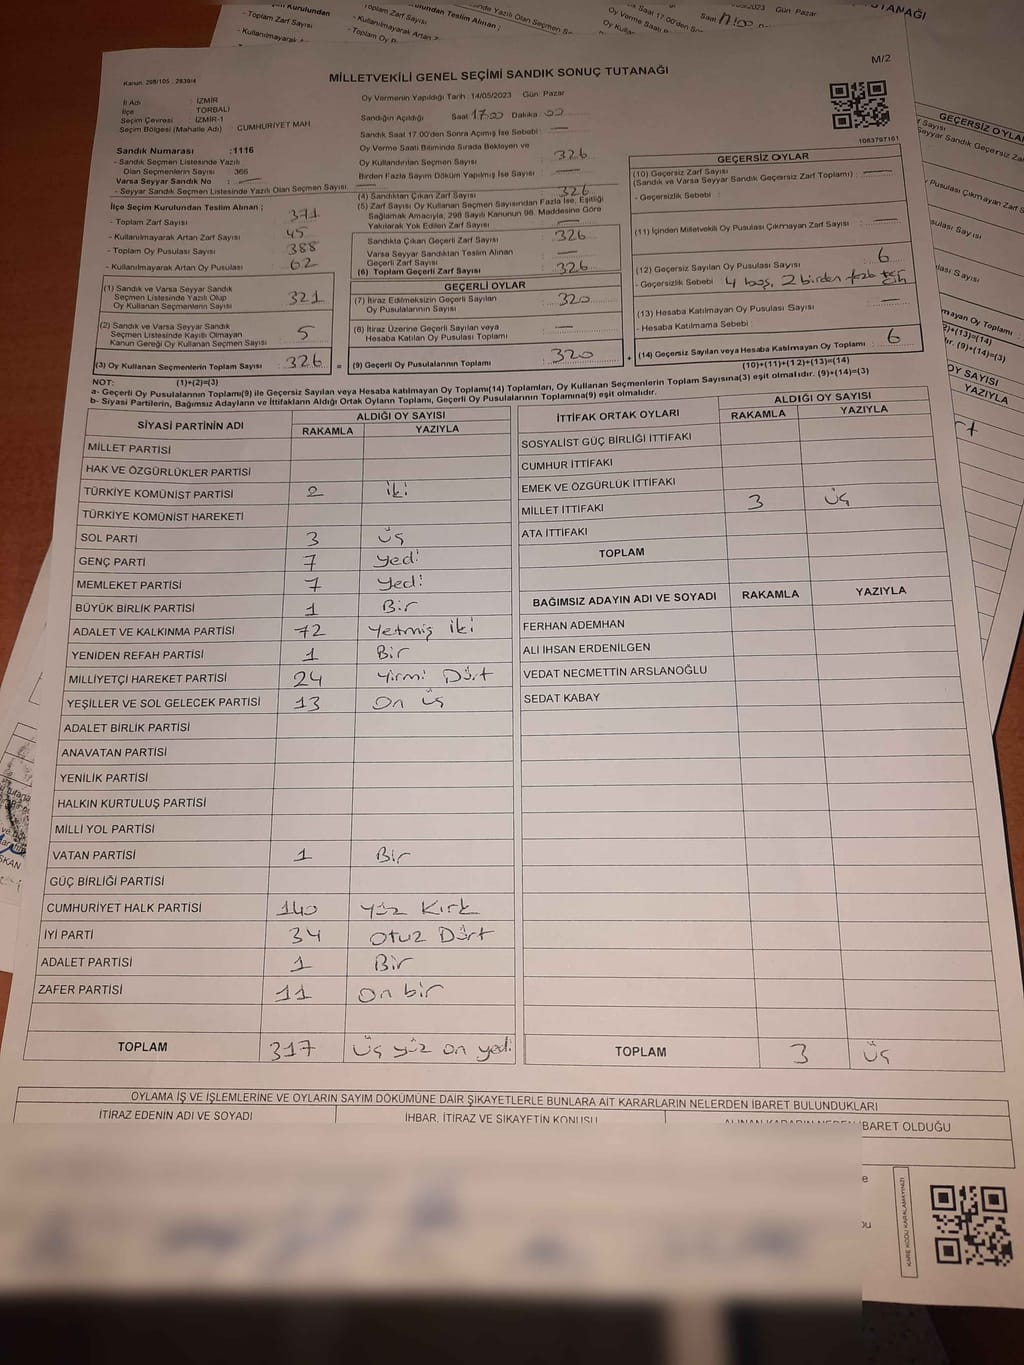 MİLLETVEKİLİ GENEL SEÇİMİ SANDIK SONUÇ TUTANAĞI
M/2
Kanun: 298/105 , 2839/4
İl Adı : İZMİR
İlçe : TORBALI
Seçim Çevresi : İZMİR-1
Seçim Bölgesi (Mahalle Adı) CUMHURİYET MAH
Sandık Numarası :1116
- Sandık Seçmen Listesinde Yazılı
Olan Seçmenlerin Sayısı : 366
Varsa Seyyar Sandık No : —
- Seyyar Sandık Seçmen Listesinde Yazılı Olan Seçmen Sayısı: —
İlçe Seçim Kurulundan Teslim Alınan ;
- Toplam Zarf Sayısı : 371
- Kullanılmayarak Artan Zarf Sayısı : 45
- Toplam Oy Pusulası Sayısı : 388
- Kullanılmayarak Artan Oy Pusulası : 62
(1) Sandık ve Varsa Seyyar Sandık
Seçmen Listesinde Yazılı Olup
Oy Kullanan Seçmenlerin Sayısı : 321
(2) Sandık ve Varsa Seyyar Sandık
Seçmen Listesinde Kayıtlı Olmayan
Kanun Gereği Oy Kullanan Seçmen Sayısı : 5
(3) Oy Kullanan Seçmenlerin Toplam Sayısı : 326
(1)+(2)=(3)
Oy Vermenin Yapıldığı Tarih : 14/05/2023 Gün: Pazar
Sandığın Açıldığı Saat 17:00 Dakika 00
Sandık Saat 17.00'den Sonra Açımış İse Sebebi : —
Oy Verme Saati Bitiminde Sırada Bekleyen ve
Oy Kullandırılan Seçmen Sayısı : 326
Birden Fazla Sayım Döküm Yapılmış İse Sayısı : —
(4) Sandıktan Çıkan Zarf Sayısı : 326
(5) Zarf Sayısı Oy Kullanan Seçmen Sayısından Fazla İse, Eşitliği
Sağlamak Amacıyla, 298 Sayılı Kanunun 98. Maddesine Göre
Yakılarak Yok Edilen Zarf Sayısı : —
Sandıkta Çıkan Geçerli Zarf Sayısı : 326
Varsa Seyyar Sandıktan Teslim Alınan
Geçerli Zarf Sayısı : —
(6) Toplam Geçerli Zarf Sayısı : 326
GEÇERLİ OYLAR
(7) İtiraz Edilmeksizin Geçerli Sayılan
Oy Pusulalarının Sayısı : 320
(8) İtiraz Üzerine Geçerli Sayılan veya
Hesaba Katılan Oy Pusulası Toplamı : —
= (9) Geçerli Oy Pusulalarının Toplamı : 320
1063797161
GEÇERSİZ OYLAR
(10) Geçersiz Zarf Sayısı
(Sandık ve Varsa Seyyar Sandık Geçersiz Zarf Toplamı) : —
- Geçersizlik Sebebi :
(11) İçinden Milletvekili Oy Pusulası Çıkmayan Zarf Sayısı : —
(12) Geçersiz Sayılan Oy Pusulası Sayısı : 6
- Geçersizlik Sebebi : 4 boş, 2 birden fazla
(13) Hesaba Katılmayan Oy Pusulası Sayısı : —
- Hesaba Katılmama Sebebi :
+ (14) Geçersiz Sayılan veya Hesaba Katılmayan Oy Toplamı : 6
(10)+(11)+(12)+(13)=(14)
NOT:
a- Geçerli Oy Pusulalarının Toplamı(9) ile Geçersiz Sayılan veya Hesaba katılmayan Oy Toplamı(14) Toplamları, Oy Kullanan Seçmenlerin Toplam Sayısına(3) eşit olmalıdır. (9)+(14)=(3)
b- Siyasi Partilerin, Bağımsız Adayların ve İttifakların Aldığı Ortak Oyların Toplamı, Geçerli Oy Pusulalarının Toplamına(9) eşit olmalıdır.
SİYASİ PARTİNİN ADI ALDIĞI OY SAYISI
RAKAMLA YAZIYLA
MİLLET PARTİSİ
HAK VE ÖZGÜRLÜKLER PARTİSİ
TÜRKİYE KOMÜNİST PARTİSİ 2 iki
TÜRKİYE KOMÜNİST HAREKETİ
SOL PARTİ 3 üç
GENÇ PARTİ 7 yedi
MEMLEKET PARTİSİ 7 Yedi
BÜYÜK BİRLİK PARTİSİ 1 Bir
ADALET VE KALKINMA PARTİSİ 72 Yetmiş iki
YENİDEN REFAH PARTİSİ 1 Bir
MİLLİYETÇİ HAREKET PARTİSİ 24 Yirmi Dört
YEŞİLLER VE SOL GELECEK PARTİSİ 13 On üç
ADALET BİRLİK PARTİSİ
ANAVATAN PARTİSİ
YENİLİK PARTİSİ
HALKIN KURTULUŞ PARTİSİ
MİLLİ YOL PARTİSİ
VATAN PARTİSİ 1 Bir
GÜÇ BİRLİĞİ PARTİSİ
CUMHURİYET HALK PARTİSİ 140 Yüz Kırk
İYİ PARTİ 34 Otuz Dört
ADALET PARTİSİ 1 Bir
ZAFER PARTİSİ 11 On bir
TOPLAM 317 Üç yüz on yedi
İTTİFAK ORTAK OYLARI ALDIĞI OY SAYISI
RAKAMLA YAZIYLA
SOSYALİST GÜÇ BİRLİĞİ İTTİFAKI
CUMHUR İTTİFAKI
EMEK VE ÖZGÜRLÜK İTTİFAKI
MİLLET İTTİFAKI 3 üç
ATA İTTİFAKI
TOPLAM
BAĞIMSIZ ADAYIN ADI VE SOYADI RAKAMLA YAZIYLA
FERHAN ADEMHAN
ALİ İHSAN ERDENİLGEN
VEDAT NECMETTİN ARSLANOĞLU
SEDAT KABAY
TOPLAM 3 üç
OYLAMA İŞ VE İŞLEMLERİNE VE OYLARIN SAYIM DÖKÜMÜNE DAİR ŞİKAYETLERLE BUNLARA AİT KARARLARIN NELERDEN İBARET BULUNDUKLARI
İTİRAZ EDENİN ADI VE SOYADI
İHBAR, İTİRAZ VE ŞİKAYETİN KONUSU
İBARET OLDUĞU
KARE KODU KARALAMAYINIZ!